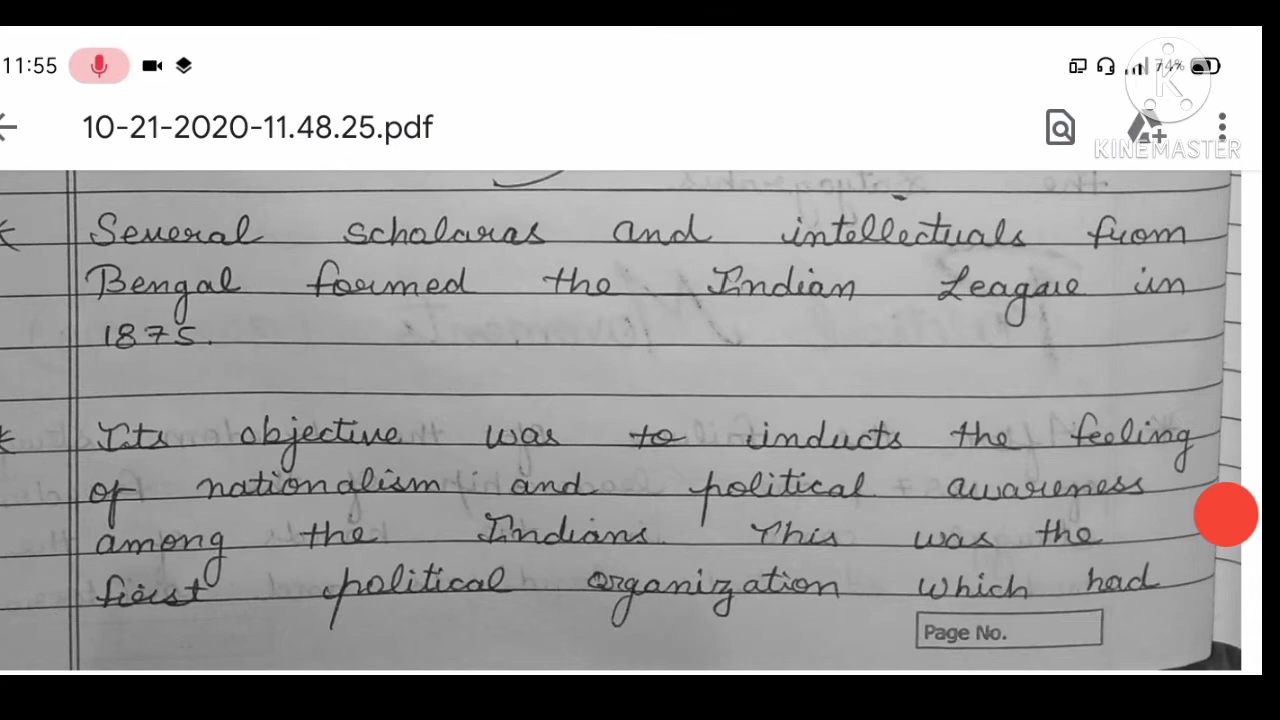 11:55
74%
10-21-2020-11.48.25.pdf
KINEMASTER
Several scholaras and intellectuals from
Bengal formed the Indian League in
1875.
Its objective was to inducts the feeling
of nationalism and political awareness
among the Indians. This was the
first political organization which had
Page No.